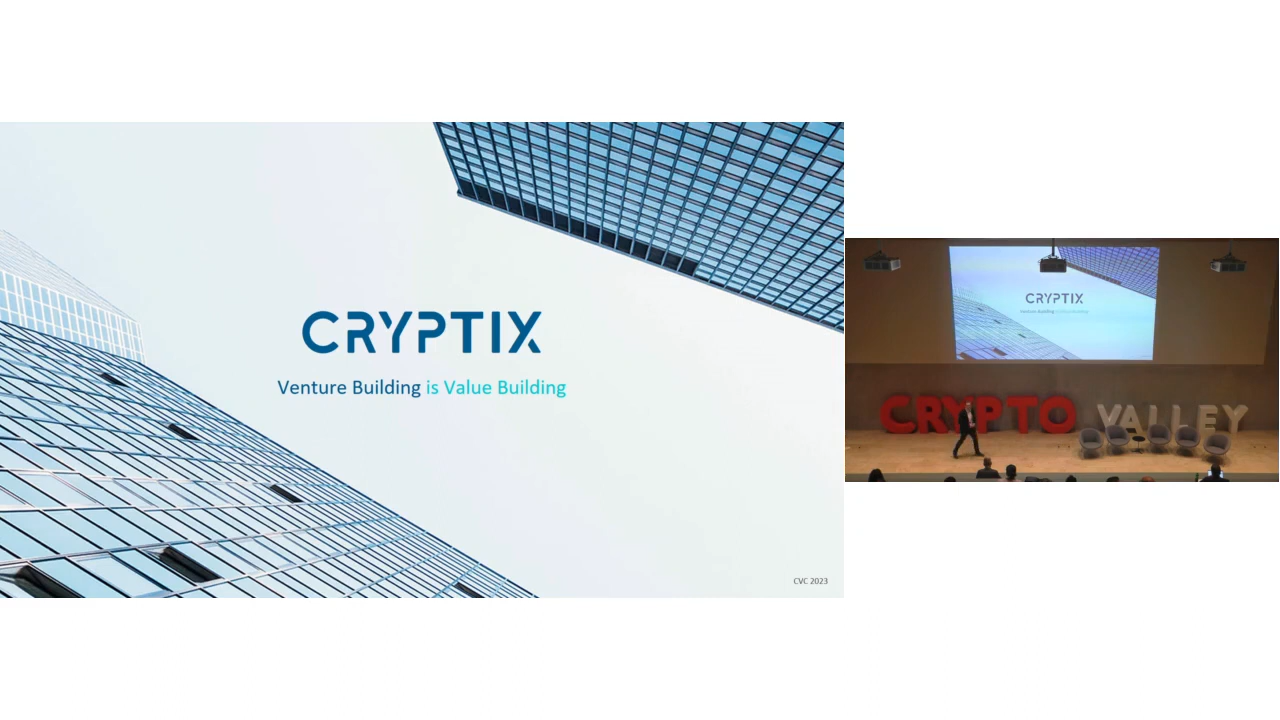 CRYPTIX
Venture Building is Value Building
CVC 2023
CRYPTIX
CRYPTO VALLEY